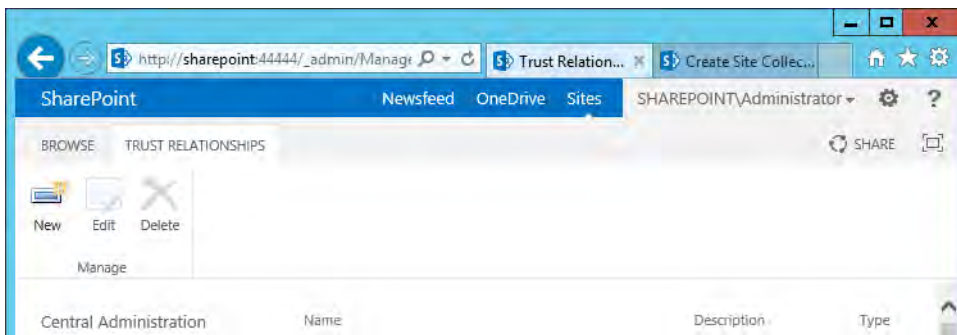 http://sharepoint:44444/_admin/Manage
Trust Relation...
Create Site Collec...
SharePoint
Newsfeed OneDrive Sites
SHAREPOINT\Administrator
?
BROWSE TRUST RELATIONSHIPS
SHARE
New Edit Delete
Manage
Central Administration
Name Description Type